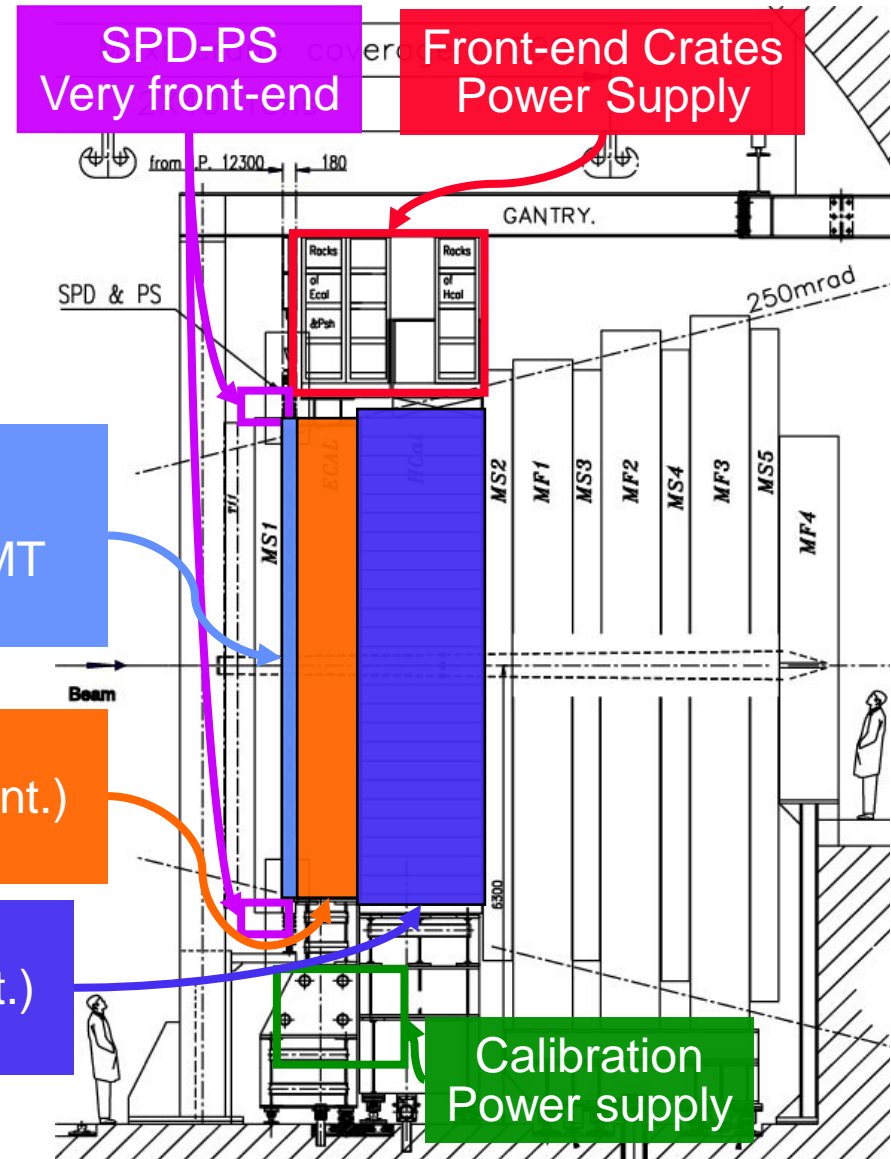 SPD-PS
Very front-end
Front-end Crates
Power Supply
from I.P. 12300
180
GANTRY.
Racks
of
Ecal
&Psh
Racks
of
Hcal
SPD & PS
250mrad
ECAL
HCal
MS1
MS2
MF1
MS3
MF2
MS4
MF3
MS5
MF4
MT
Beam
nt.)
6300
t.)
Calibration
Power supply